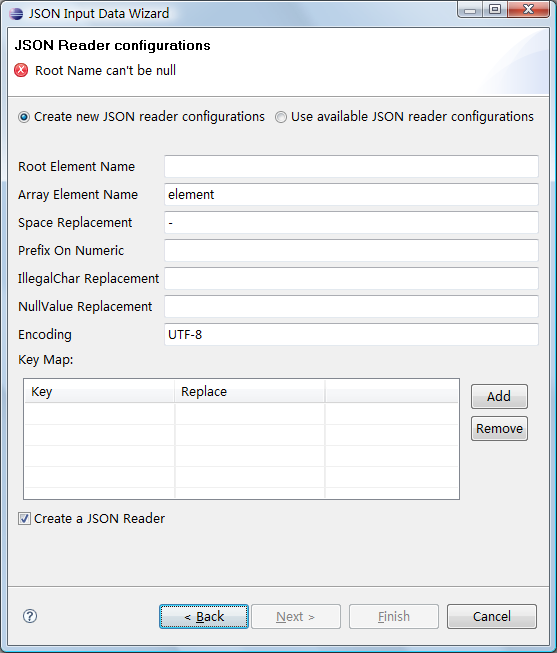 JSON Input Data Wizard
JSON Reader configurations
Root Name can't be null
Create new JSON reader configurations Use available JSON reader configurations
Root Element Name
Array Element Name element
Space Replacement -
Prefix On Numeric
IllegalChar Replacement
NullValue Replacement
Encoding UTF-8
Key Map:
Key Replace
Add
Remove
Create a JSON Reader
? < Back Next > Finish Cancel